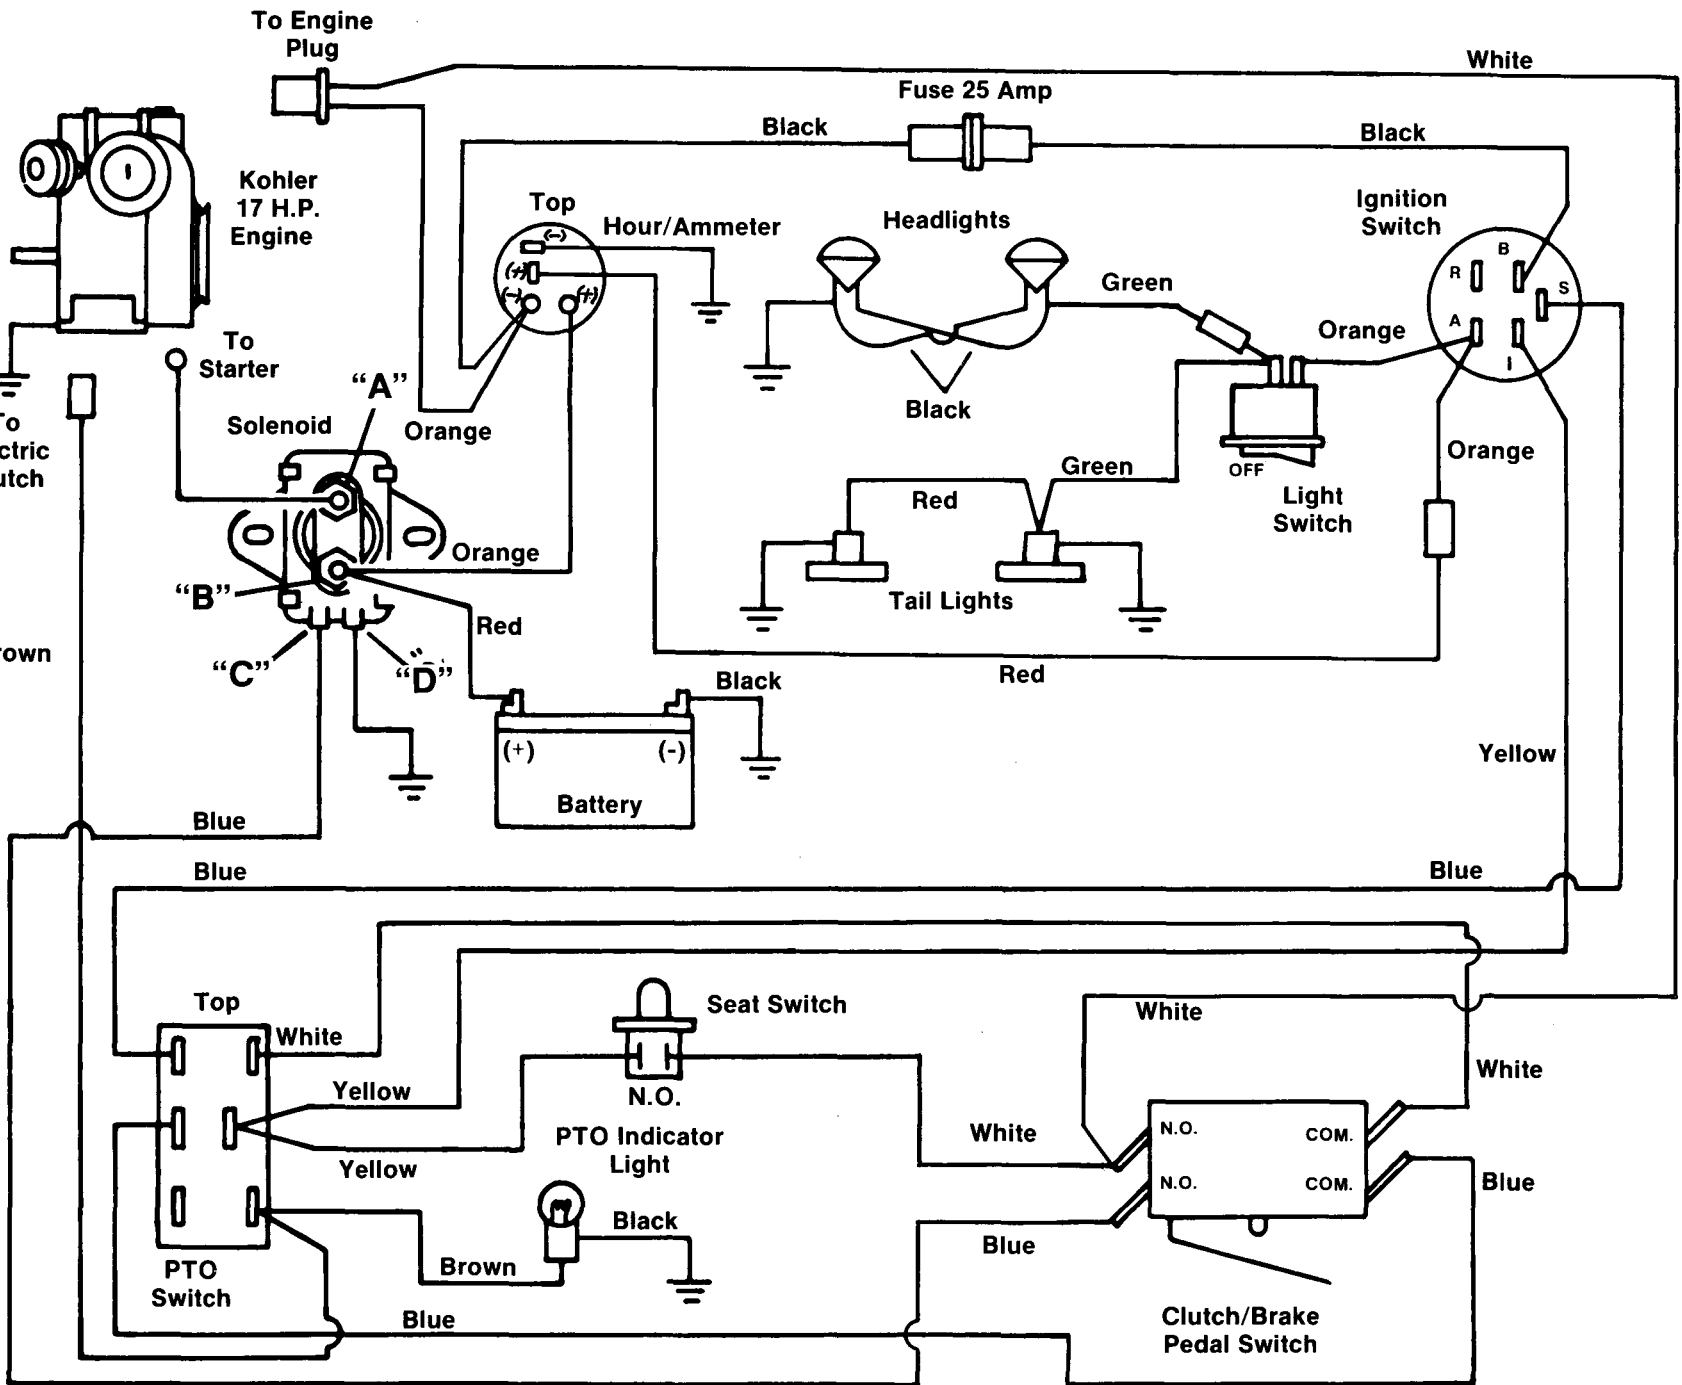 To Engine
Plug
White
Fuse 25 Amp
Black
Black
Kohler
17 H.P.
Engine
Top
(-)
Hour/Ammeter
(+)
(-)
(+)
Headlights
Ignition
Switch
B
R
S
A
I
Green
Orange
To
Starter
"A"
Black
Solenoid
Orange
Orange
OFF
Light
Switch
To
Green
Red
Orange
"B"
Tail Lights
Red
"C"
"D"
Black
Red
(+)
(-)
Battery
Yellow
Blue
Blue
Blue
Top
White
Seat Switch
White
N.O.
White
Yellow
Yellow
PTO Indicator
Light
White
N.O.
COM.
N.O.
COM.
Blue
Black
Brown
Blue
PTO
Switch
Blue
Clutch/Brake
Pedal Switch